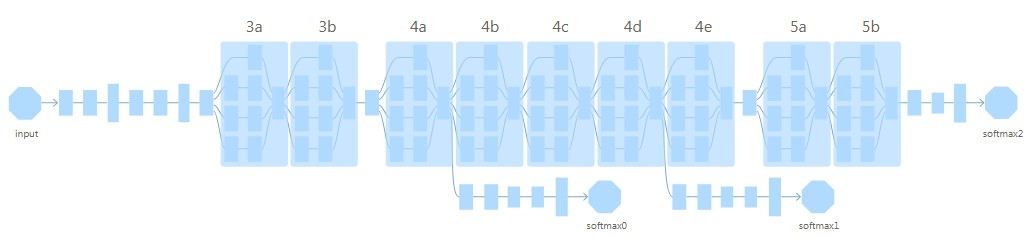 3a 3b 4a 4b 4c 4d 4e 5a 5b
input
softmax2
softmax0
softmax1